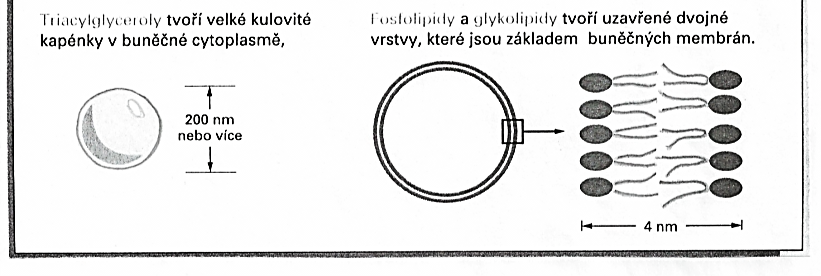 Triacylglyceroly tvoří velké kulovité
kapénky v buněčné cytoplasmě,
200 nm
nebo více
Fosfolipidy a glykolipidy tvoří uzavřené dvojné
vrstvy, které jsou základem buněčných membrán.
4 nm